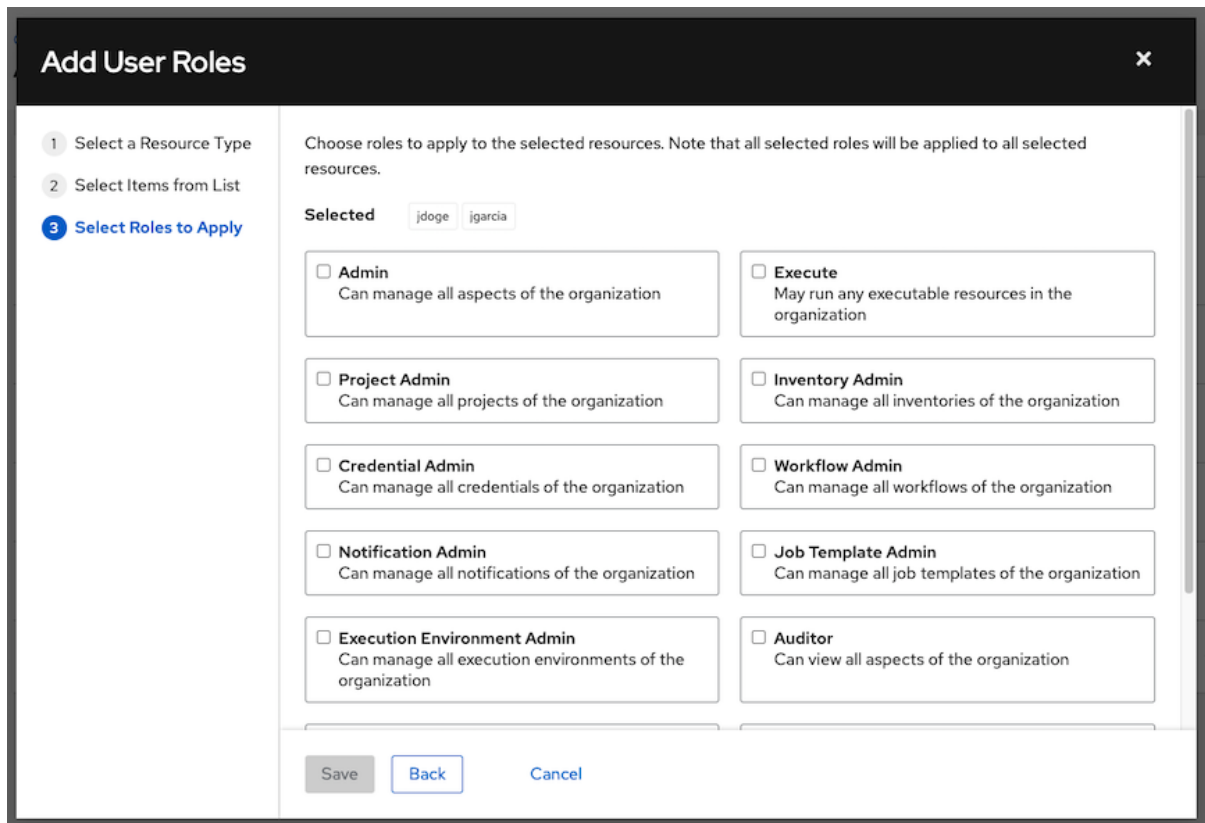 Add User Roles
1 Select a Resource Type
2 Select Items from List
3 Select Roles to Apply
Choose roles to apply to the selected resources. Note that all selected roles will be applied to all selected
resources.
Selected jdoge jgarcia
Admin
Can manage all aspects of the organization
Execute
May run any executable resources in the
organization
Project Admin
Can manage all projects of the organization
Inventory Admin
Can manage all inventories of the organization
Credential Admin
Can manage all credentials of the organization
Workflow Admin
Can manage all workflows of the organization
Notification Admin
Can manage all notifications of the organization
Job Template Admin
Can manage all job templates of the organization
Execution Environment Admin
Can manage all execution environments of the
organization
Auditor
Can view all aspects of the organization
Save Back Cancel